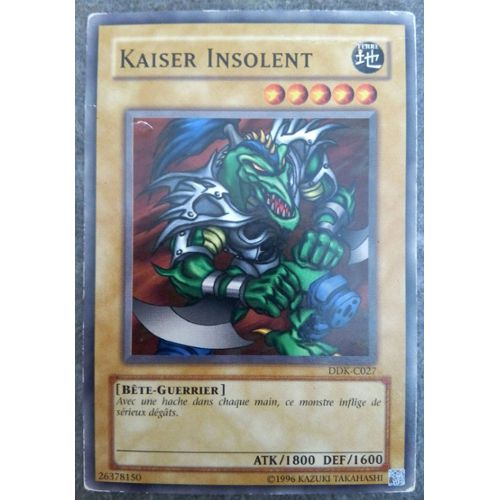 KAISER INSOLENT
TERRE
地
DDK-C027
[BÊTE-GUERRIER]
Avec une hache dans chaque main, ce monstre inflige de
sérieux dégâts.
ATK/1800 DEF/1600
26378150
©1996 KAZUKI TAKAHASHI